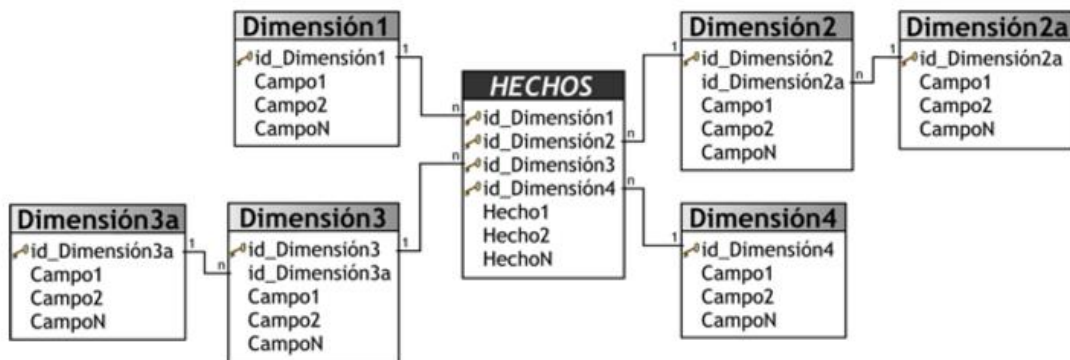 Dimensión1
id_Dimensión1
Campo1
Campo2
CampoN
1
n
HECHOS
id_Dimensión1
id_Dimensión2
id_Dimensión3
id_Dimensión4
Hecho1
Hecho2
HechoN
n
n
n
Dimensión2
id_Dimensión2
id_Dimensión2a
Campo1
Campo2
CampoN
1
n
Dimensión2a
id_Dimensión2a
Campo1
Campo2
CampoN
1
Dimensión3a
id_Dimensión3a
Campo1
Campo2
CampoN
1
n
Dimensión3
id_Dimensión3
id_Dimensión3a
Campo1
Campo2
CampoN
1
Dimensión4
id_Dimensión4
Campo1
Campo2
CampoN
1